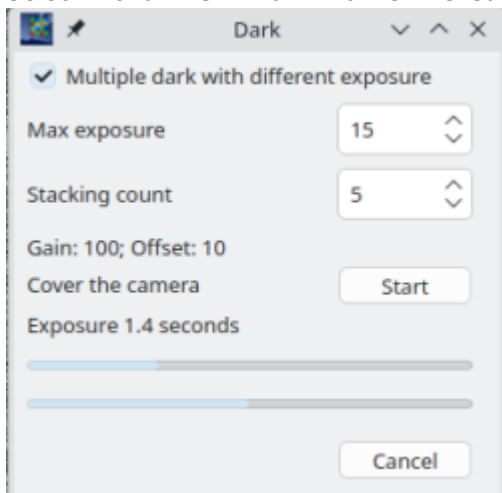 Dark
Multiple dark with different exposure
Max exposure 15
Stacking count 5
Gain: 100; Offset: 10
Cover the camera Start
Exposure 1.4 seconds
Cancel